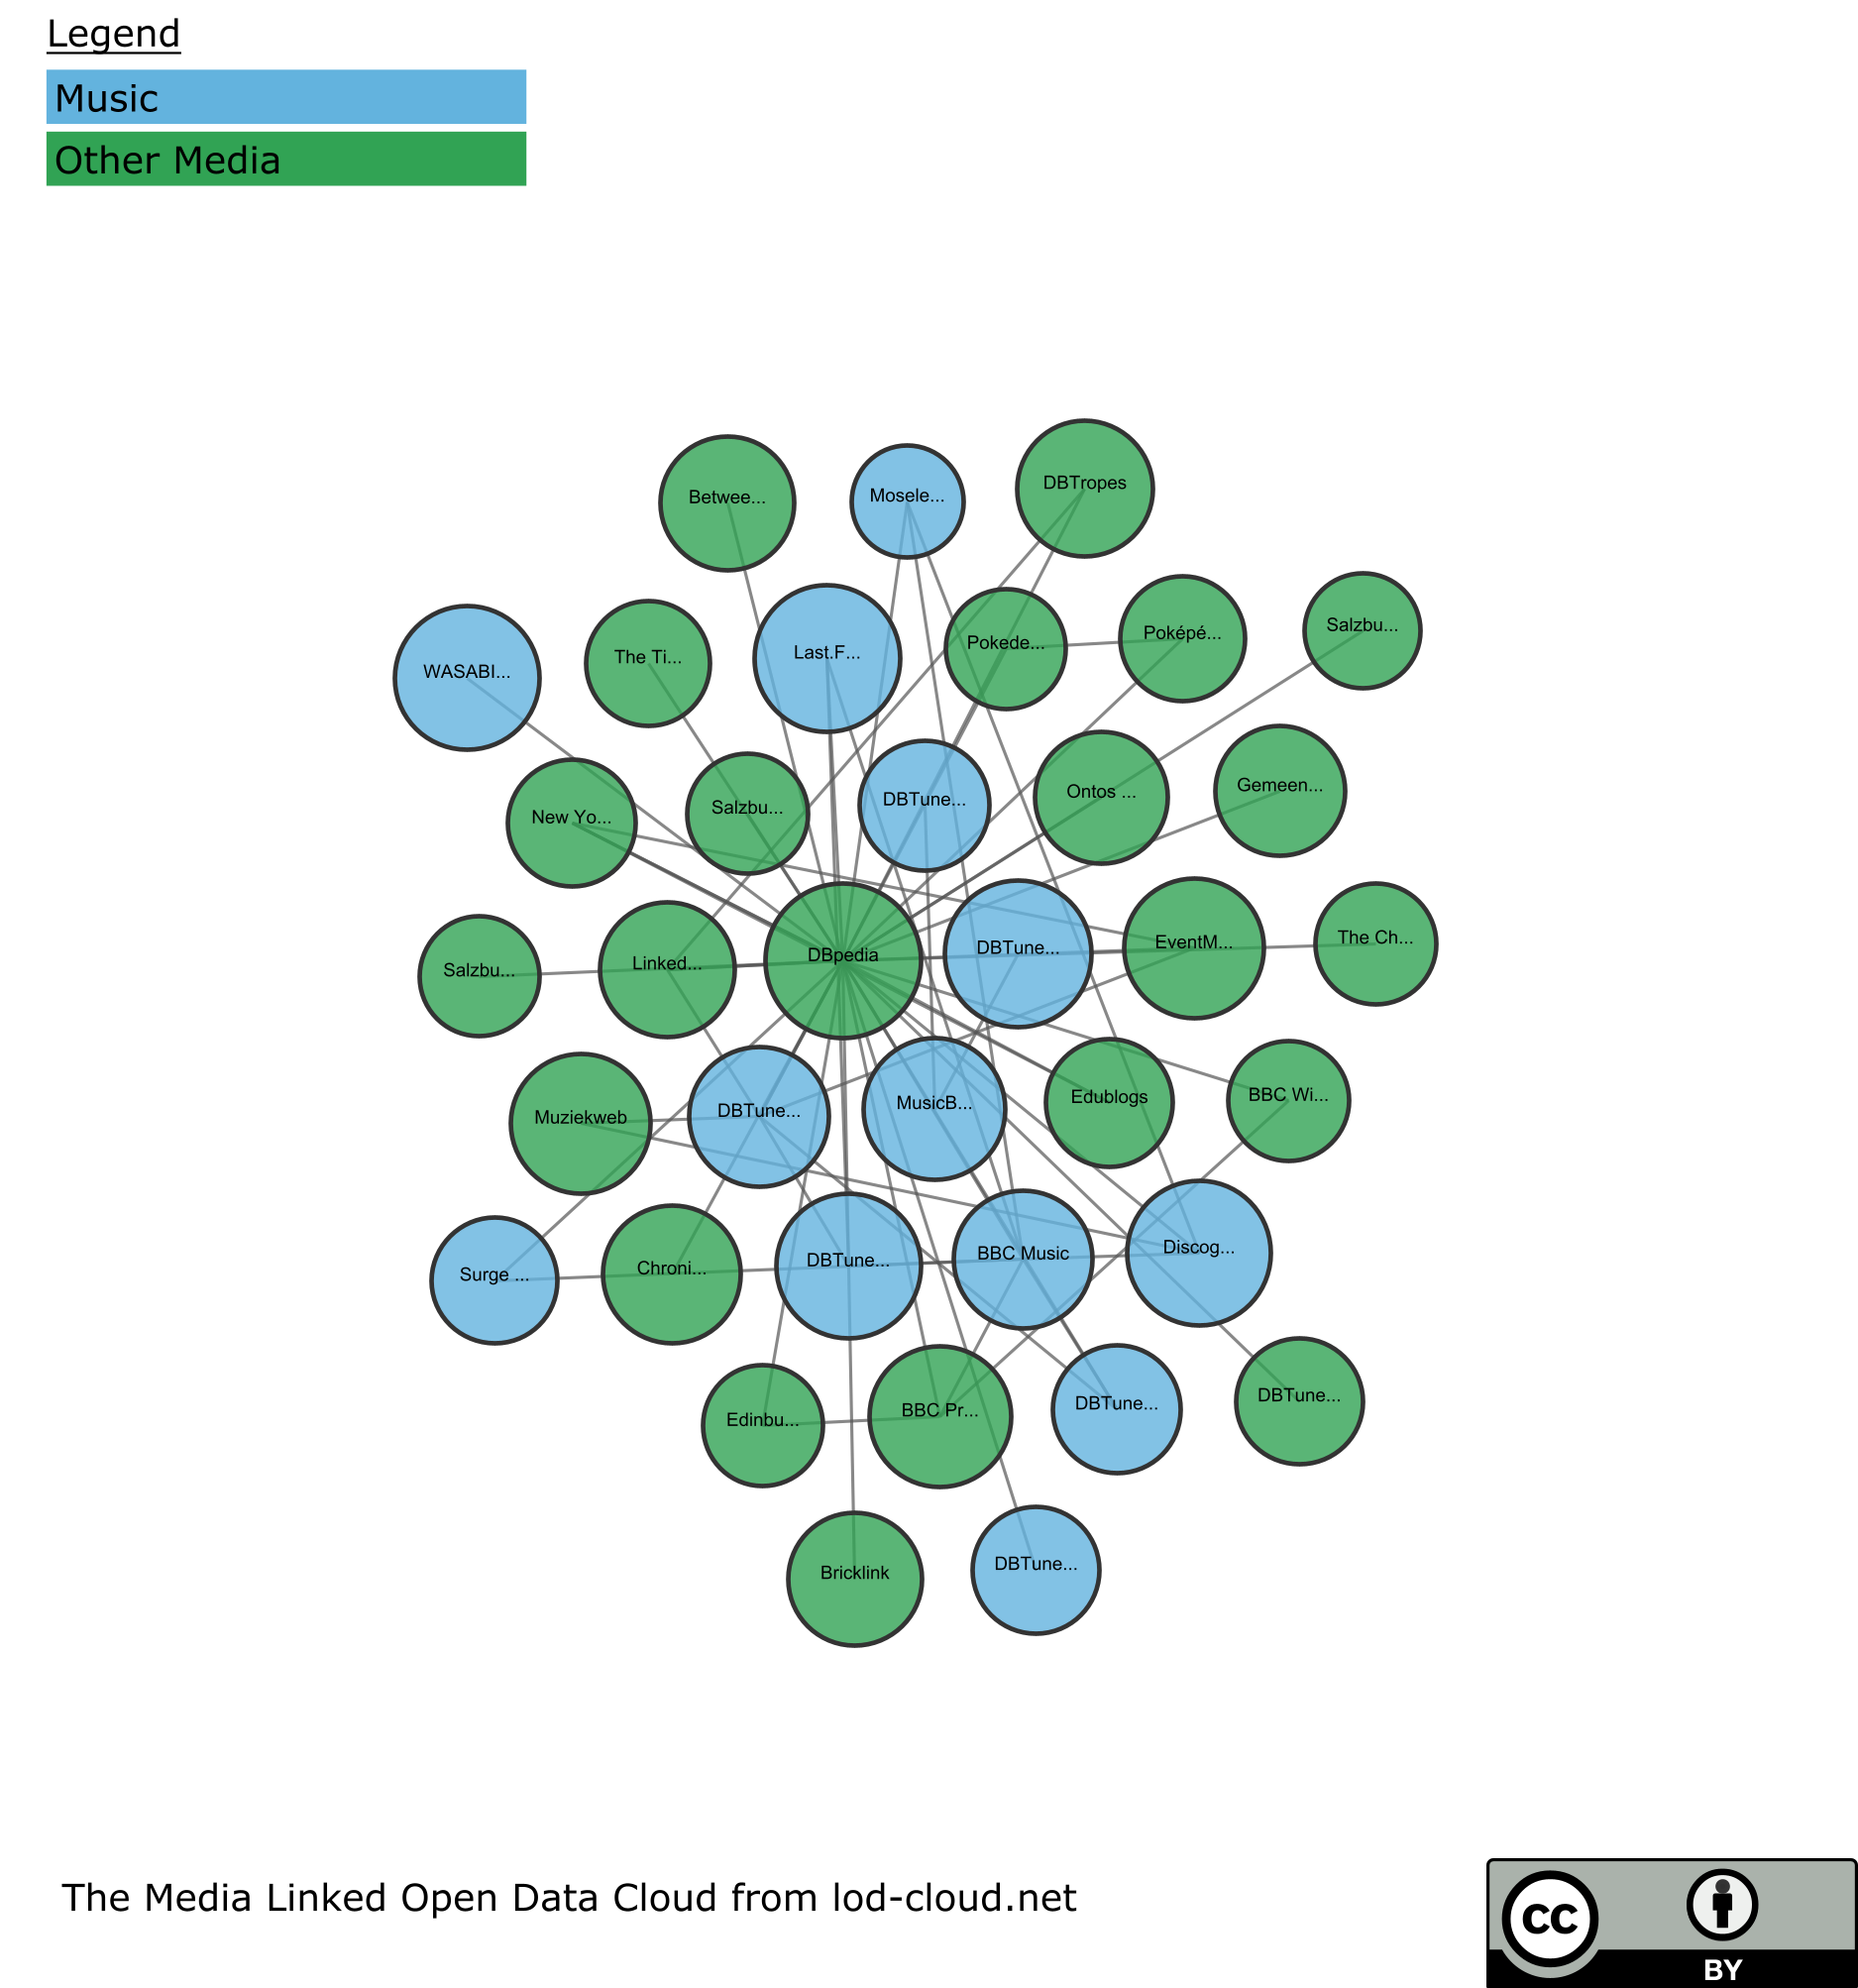 Legend
Music
Other Media
Betwee...
Mosele...
DBTropes
WASABI...
The Ti...
Last.F...
Pokede...
Poképé...
Salzbu...
New Yo...
Salzbu...
DBTune...
Ontos ...
Gemeen...
Salzbu...
Linked...
DBpedia
DBTune...
EventM...
The Ch...
Muziekweb
DBTune...
MusicB...
Edublogs
BBC Wi...
Surge ...
Chroni...
DBTune...
BBC Music
Discog...
Edinbu...
BBC Pr...
DBTune...
DBTune...
Bricklink
DBTune...
The Media Linked Open Data Cloud from lod-cloud.net
cc
BY